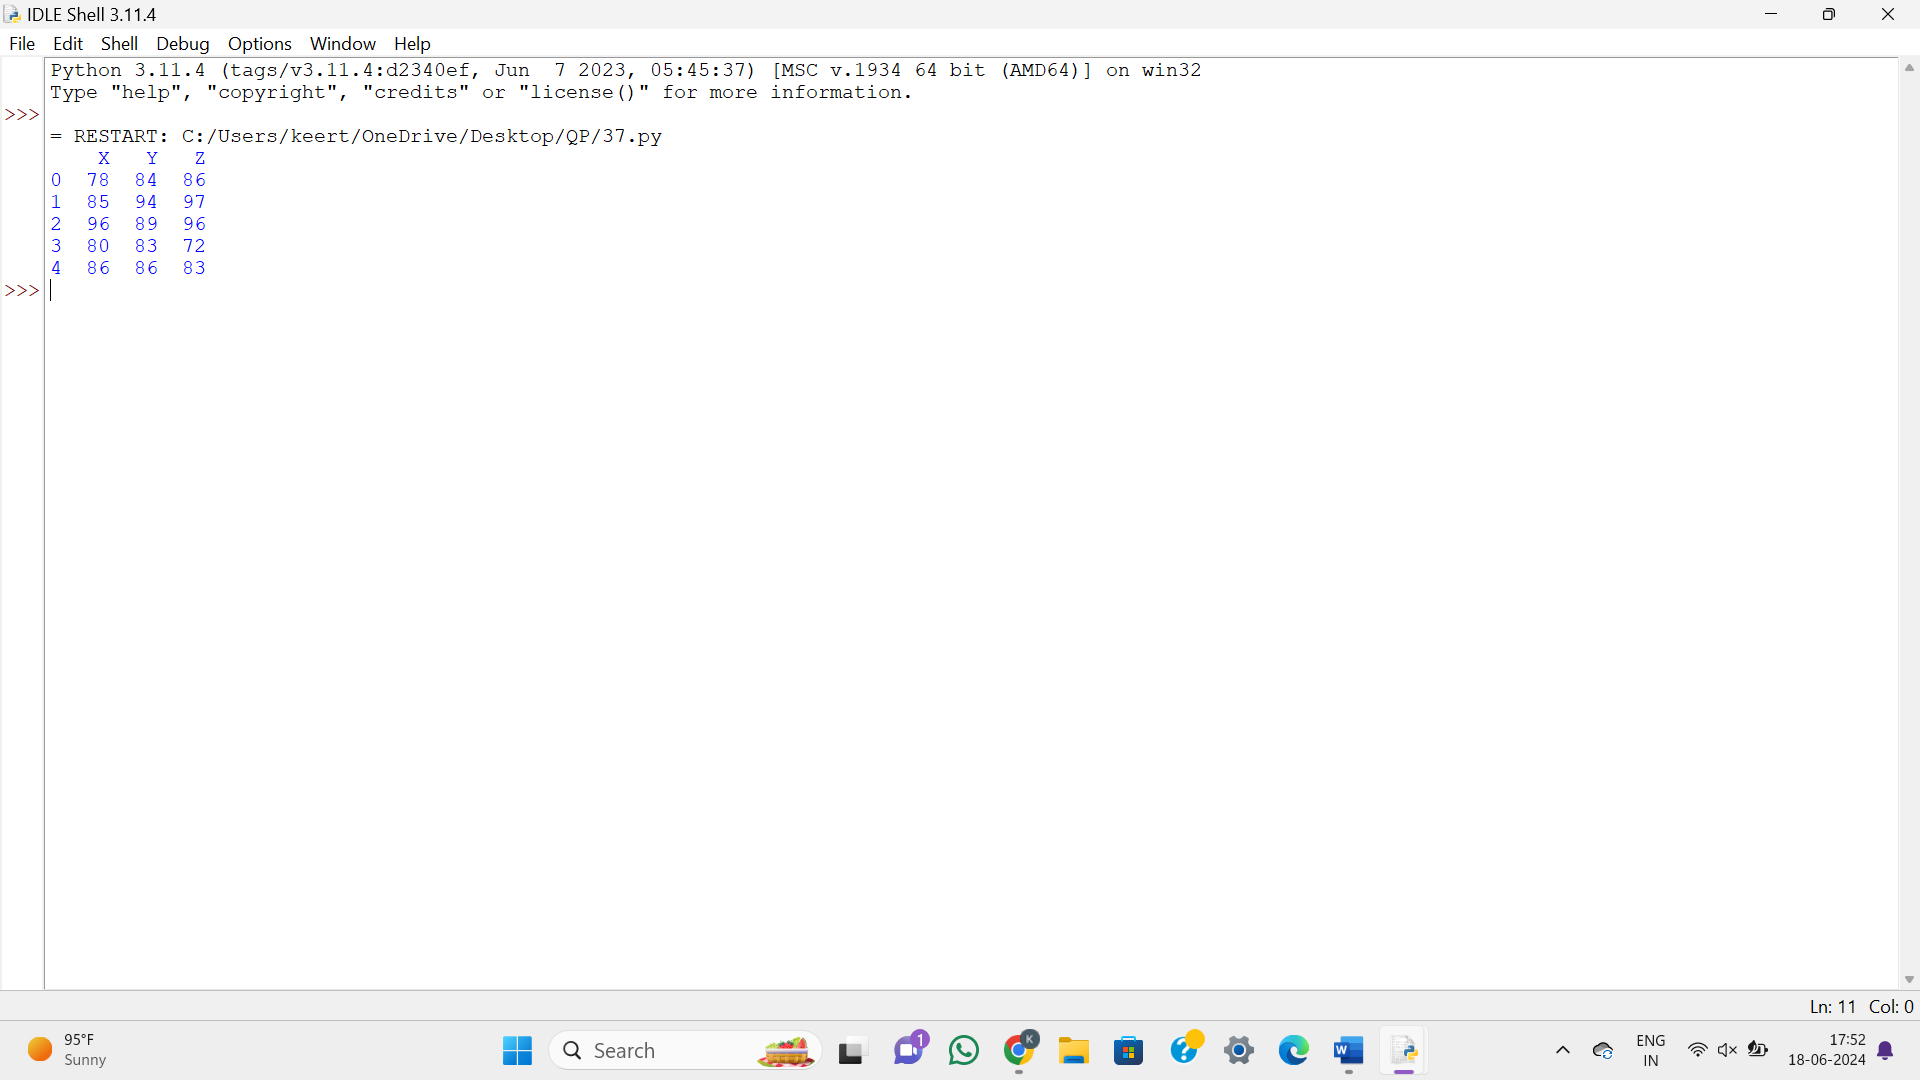 IDLE Shell 3.11.4
File Edit Shell Debug Options Window Help
Python 3.11.4 (tags/v3.11.4:d2340ef, Jun  7 2023, 05:45:37) [MSC v.1934 64 bit (AMD64)] on win32
Type "help", "copyright", "credits" or "license()" for more information.
>>>
= RESTART: C:/Users/keert/OneDrive/Desktop/QP/37.py
    X   Y   Z
0  78  84  86
1  85  94  97
2  96  89  96
3  80  83  72
4  86  86  83
>>>
Ln: 11 Col: 0
95°F
Sunny
Search
1
K
W
ENG
IN
17:52
18-06-2024